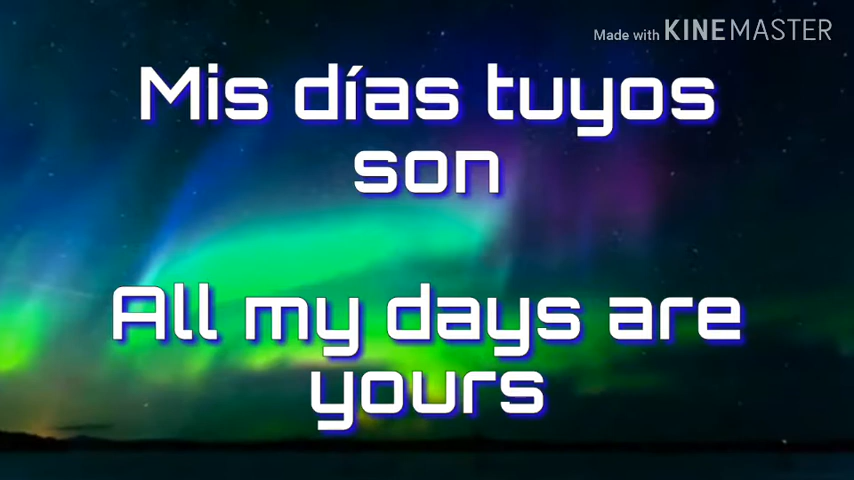 Made with KINEMASTER
Mis días tuyos
son
All my days are
yours